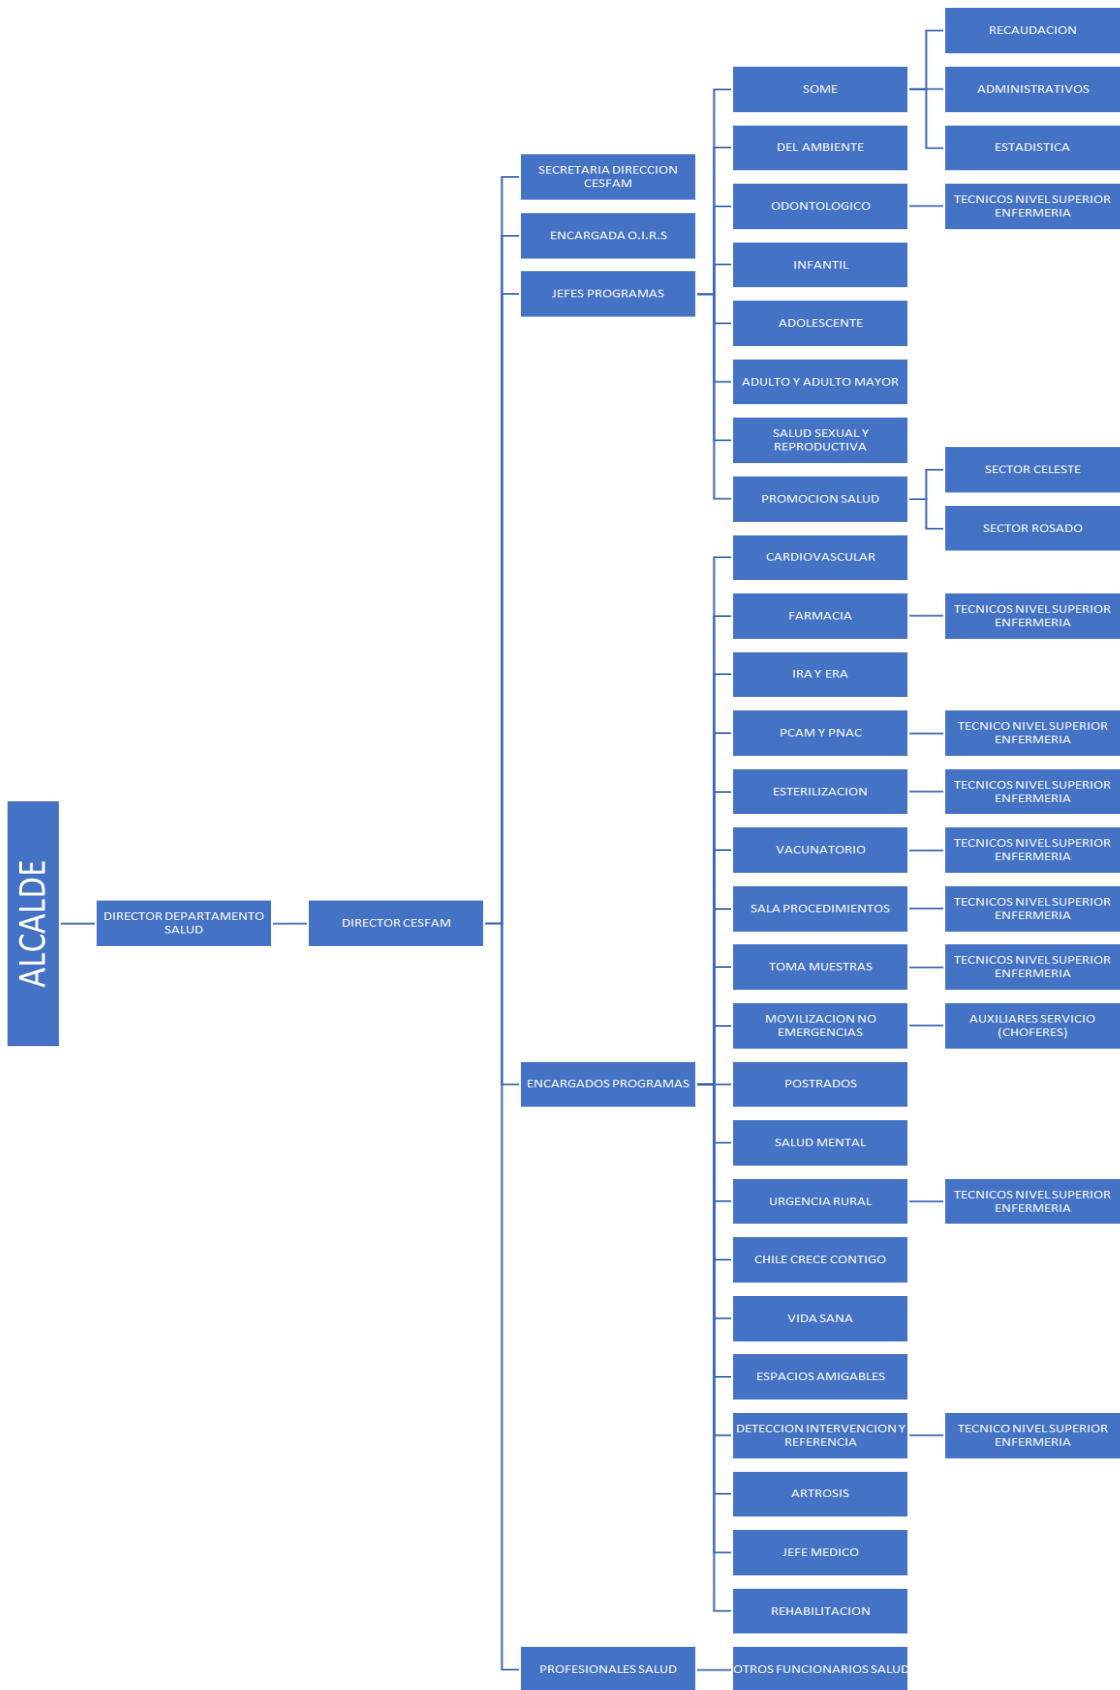 ALCALDE
DIRECTOR DEPARTAMENTO
SALUD
DIRECTOR CESFAM
SECRETARIA DIRECCION
CESFAM
ENCARGADA O.I.R.S
JEFES PROGRAMAS
SOME
RECAUDACION
ADMINISTRATIVOS
ESTADISTICA
DEL AMBIENTE
ODONTOLOGICO
TECNICOS NIVEL SUPERIOR
ENFERMERIA
INFANTIL
ADOLESCENTE
ADULTO Y ADULTO MAYOR
SALUD SEXUAL Y
REPRODUCTIVA
PROMOCION SALUD
SECTOR CELESTE
SECTOR ROSADO
ENCARGADOS PROGRAMAS
CARDIOVASCULAR
FARMACIA
TECNICOS NIVEL SUPERIOR
ENFERMERIA
IRA Y ERA
PCAM Y PNAC
TECNICO NIVEL SUPERIOR
ENFERMERIA
ESTERILIZACION
TECNICOS NIVEL SUPERIOR
ENFERMERIA
VACUNATORIO
TECNICOS NIVEL SUPERIOR
ENFERMERIA
SALA PROCEDIMIENTOS
TECNICOS NIVEL SUPERIOR
ENFERMERIA
TOMA MUESTRAS
TECNICOS NIVEL SUPERIOR
ENFERMERIA
MOVILIZACION NO
EMERGENCIAS
AUXILIARES SERVICIO
(CHOFERES)
POSTRADOS
SALUD MENTAL
URGENCIA RURAL
TECNICOS NIVEL SUPERIOR
ENFERMERIA
CHILE CRECE CONTIGO
VIDA SANA
ESPACIOS AMIGABLES
DETECCION INTERVENCION Y
REFERENCIA
TECNICO NIVEL SUPERIOR
ENFERMERIA
ARTROSIS
JEFE MEDICO
REHABILITACION
PROFESIONALES SALUD
OTROS FUNCIONARIOS SALUD